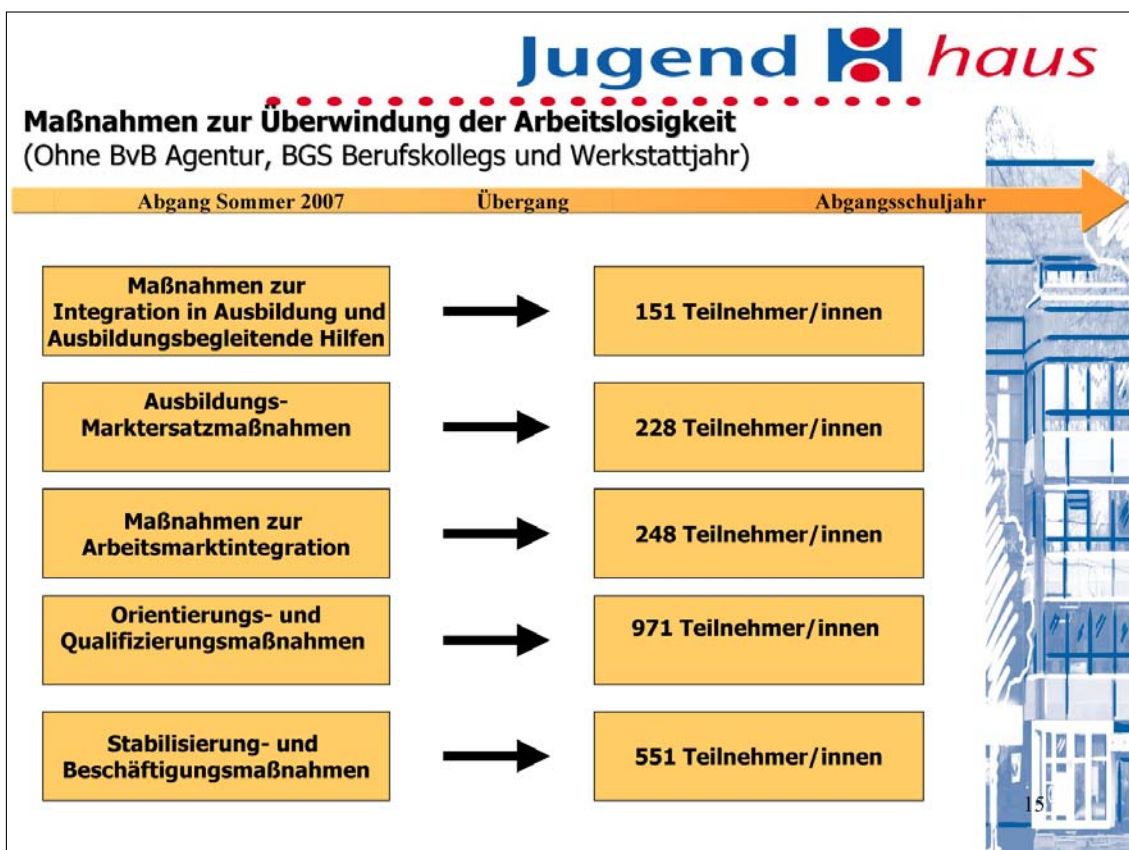 Jugend haus
Maßnahmen zur Überwindung der Arbeitslosigkeit
(Ohne BvB Agentur, BGS Berufskollegs und Werkstattjahr)
Abgang Sommer 2007 Übergang Abgangsschuljahr
Maßnahmen zur
Integration in Ausbildung und
Ausbildungsbegleitende Hilfen
151 Teilnehmer/innen
Ausbildungs-
Marktersatzmaßnahmen
228 Teilnehmer/innen
Maßnahmen zur
Arbeitsmarktintegration
248 Teilnehmer/innen
Orientierungs- und
Qualifizierungsmaßnahmen
971 Teilnehmer/innen
Stabilisierung- und
Beschäftigungsmaßnahmen
551 Teilnehmer/innen
15